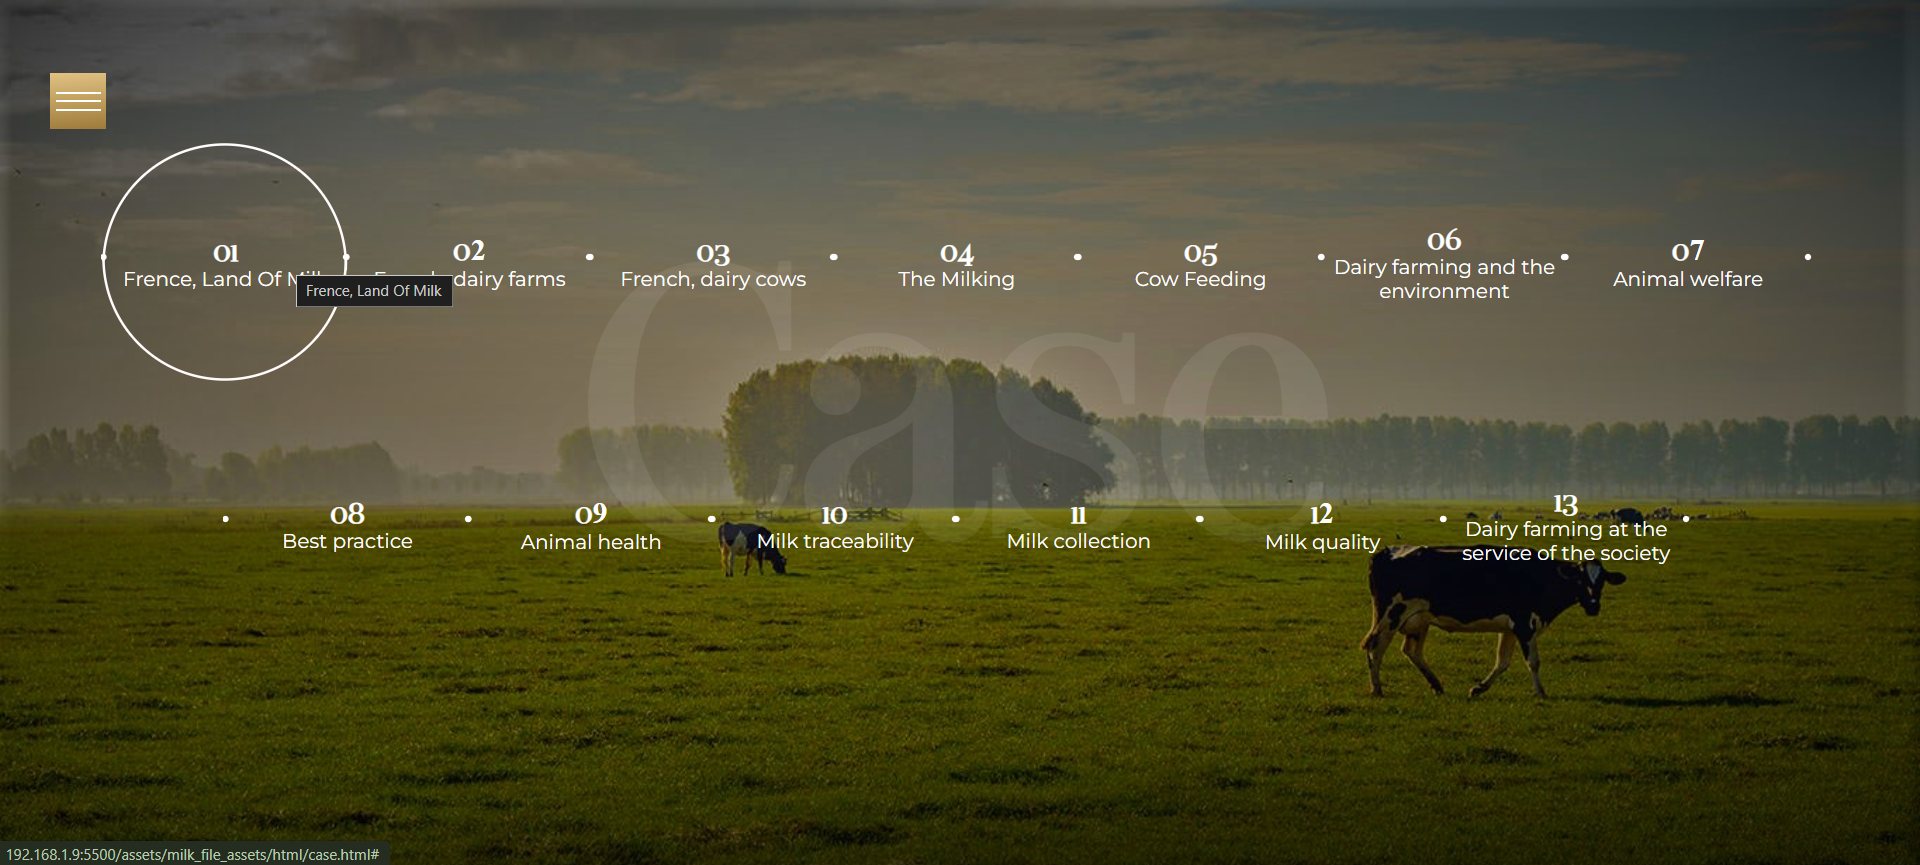 01
Frence, Land Of
02
dairy farms
03
French, dairy cows
04
The Milking
05
Cow Feeding
06
Dairy farming and the
environment
07
Animal welfare
Frence, Land Of Milk
Case
08
Best practice
09
Animal health
10
Milk traceability
11
Milk collection
12
Milk quality
13
Dairy farming at the
service of the society
192.168.1.9:5500/assets/milk_file_assets/html/case.html#